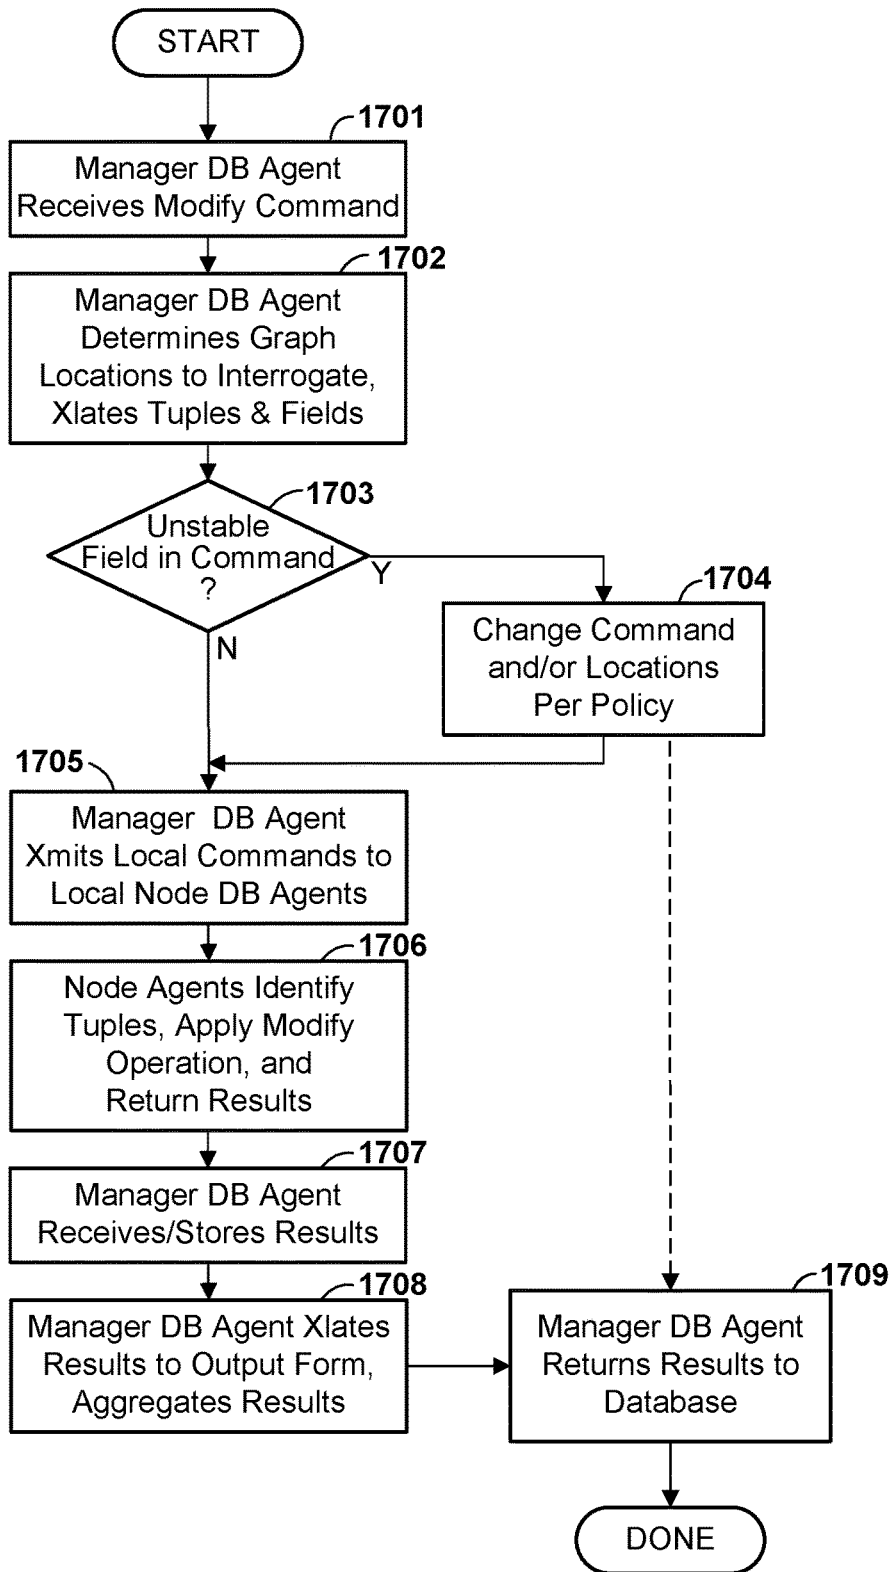 START
1701
Manager DB Agent
Receives Modify Command
1702
Manager DB Agent
Determines Graph
Locations to Interrogate,
Xlates Tuples & Fields
1703
Unstable
Field in Command
?
Y
N
1704
Change Command
and/or Locations
Per Policy
1705
Manager DB Agent
Xmits Local Commands to
Local Node DB Agents
1706
Node Agents Identify
Tuples, Apply Modify
Operation, and
Return Results
1707
Manager DB Agent
Receives/Stores Results
1708
Manager DB Agent Xlates
Results to Output Form,
Aggregates Results
1709
Manager DB Agent
Returns Results to
Database
DONE